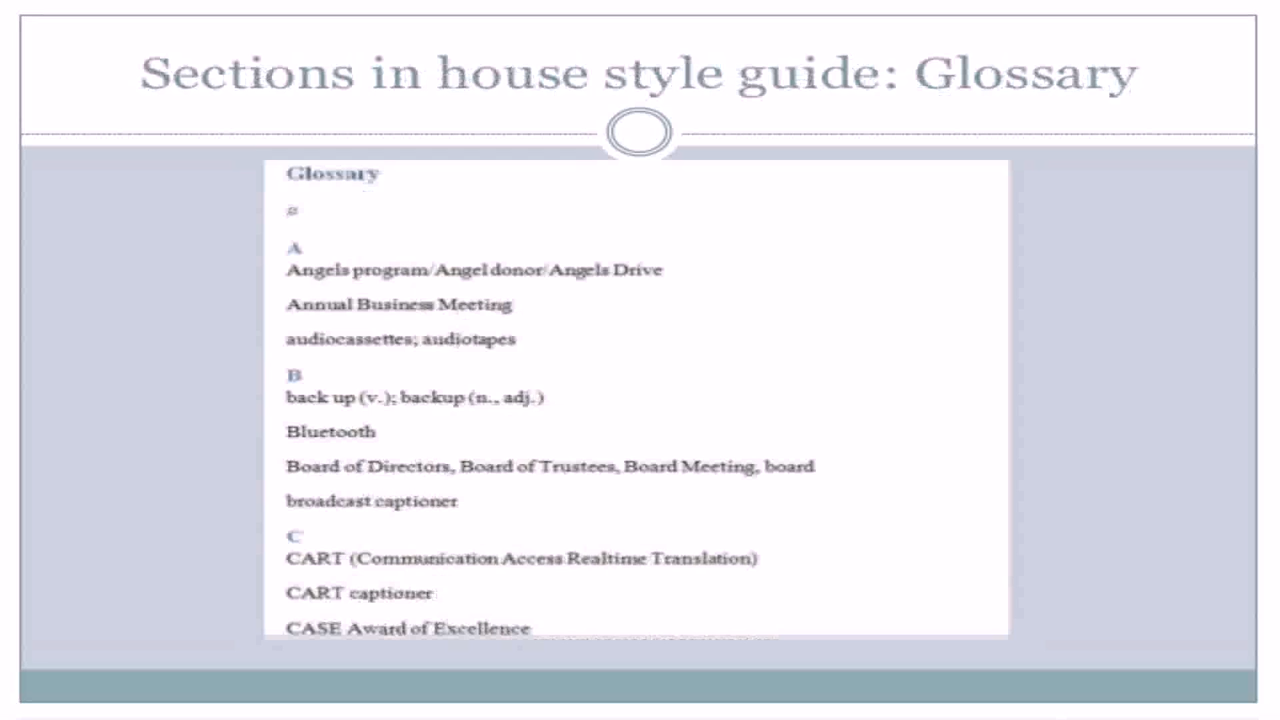 Sections in house style guide: Glossary
Glossary
#
A
Angels program/Angel donor/Angels Drive
Annual Business Meeting
audiocassettes; audiotapes
B
back up (v.); backup (n., adj.)
Bluetooth
Board of Directors, Board of Trustees, Board Meeting, board
broadcast captioner
C
CART (Communication Access Realtime Translation)
CART captioner
CASE Award of Excellence